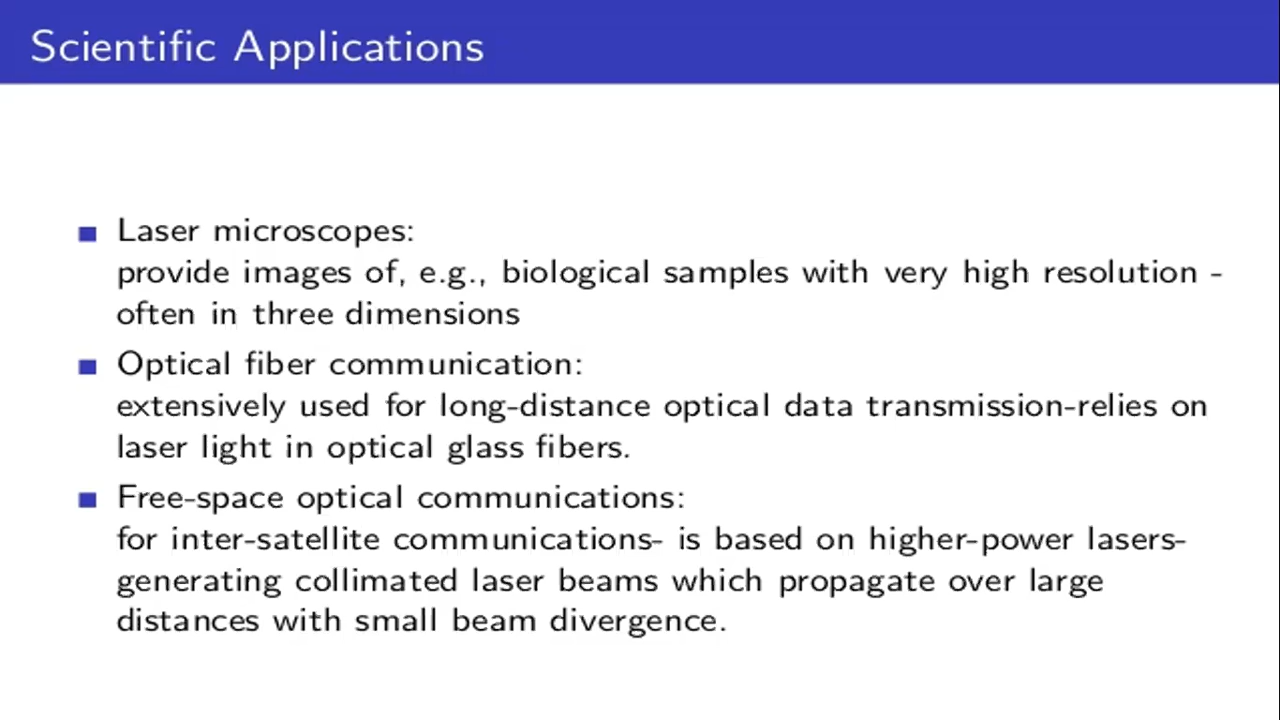 Scientific Applications
Laser microscopes:
provide images of, e.g., biological samples with very high resolution -
often in three dimensions
Optical fiber communication:
extensively used for long-distance optical data transmission-relies on
laser light in optical glass fibers.
Free-space optical communications:
for inter-satellite communications- is based on higher-power lasers-
generating collimated laser beams which propagate over large
distances with small beam divergence.